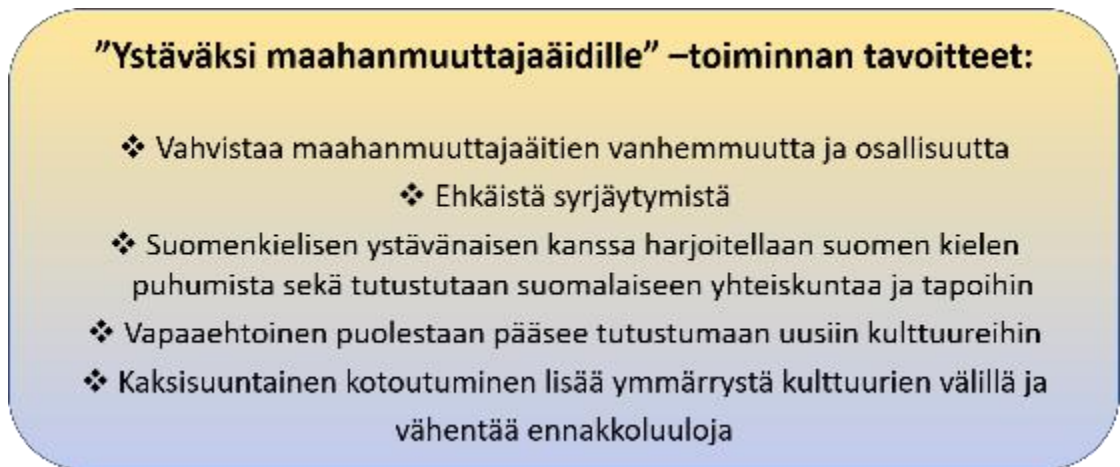 ”Ystäväksi maahanmuuttajaäidille” –toiminnan tavoitteet:
❖ Vahvistaa maahanmuuttajaäitien vanhemmuutta ja osallisuutta
❖ Ehkäistä syrjäytymistä
❖ Suomenkielisen ystävänaisen kanssa harjoitellaan suomen kielen
puhumista sekä tutustutaan suomalaiseen yhteiskuntaa ja tapoihin
❖ Vapaaehtoinen puolestaan pääsee tutustumaan uusiin kulttuureihin
❖ Kaksisuuntainen kotoutuminen lisää ymmärrystä kulttuurien välillä ja
vähentää ennakkoluuloja